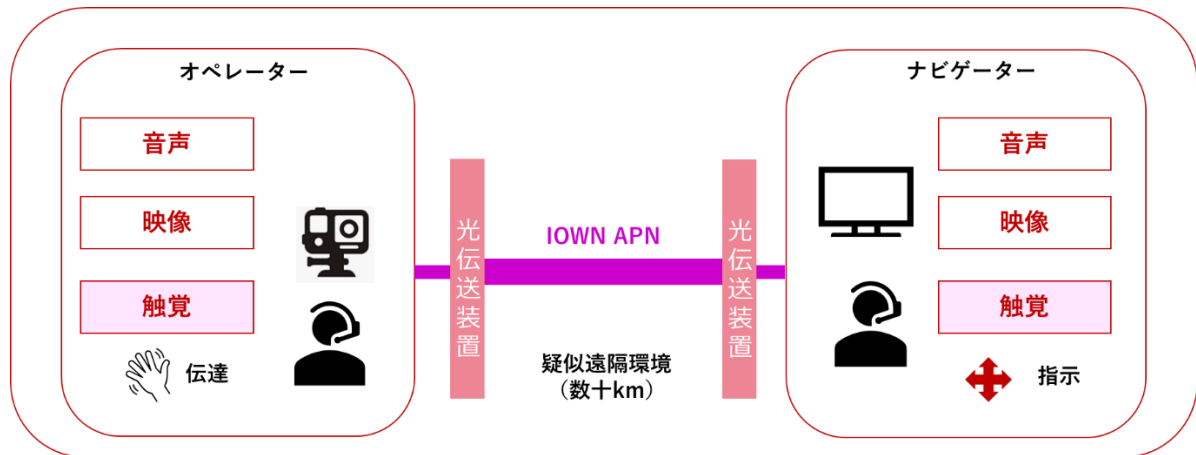 オペレーター
音声
映像
触覚
伝達
光伝送装置
IOWN APN
疑似遠隔環境
（数十km）
光伝送装置
ナビゲーター
音声
映像
触覚
指示